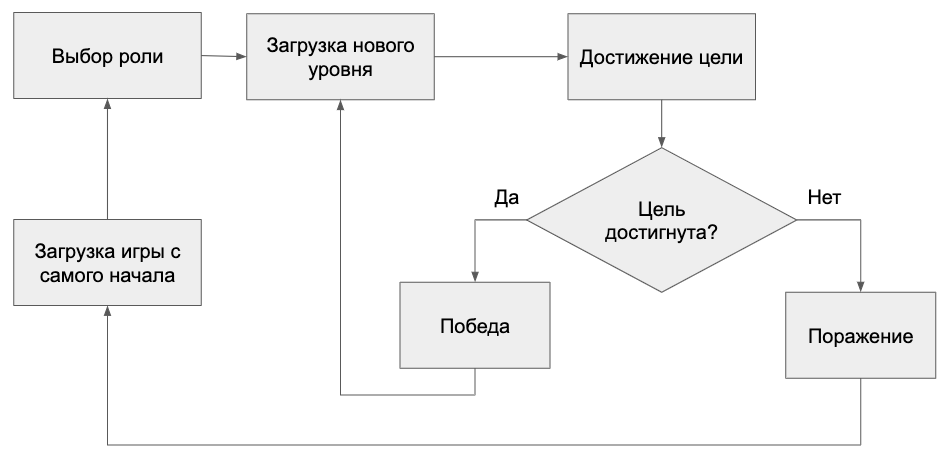 Выбор роли
Загрузка нового
уровня
Достижение цели
Да
Нет
Цель
достигнута?
Загрузка игры с
самого начала
Победа
Поражение